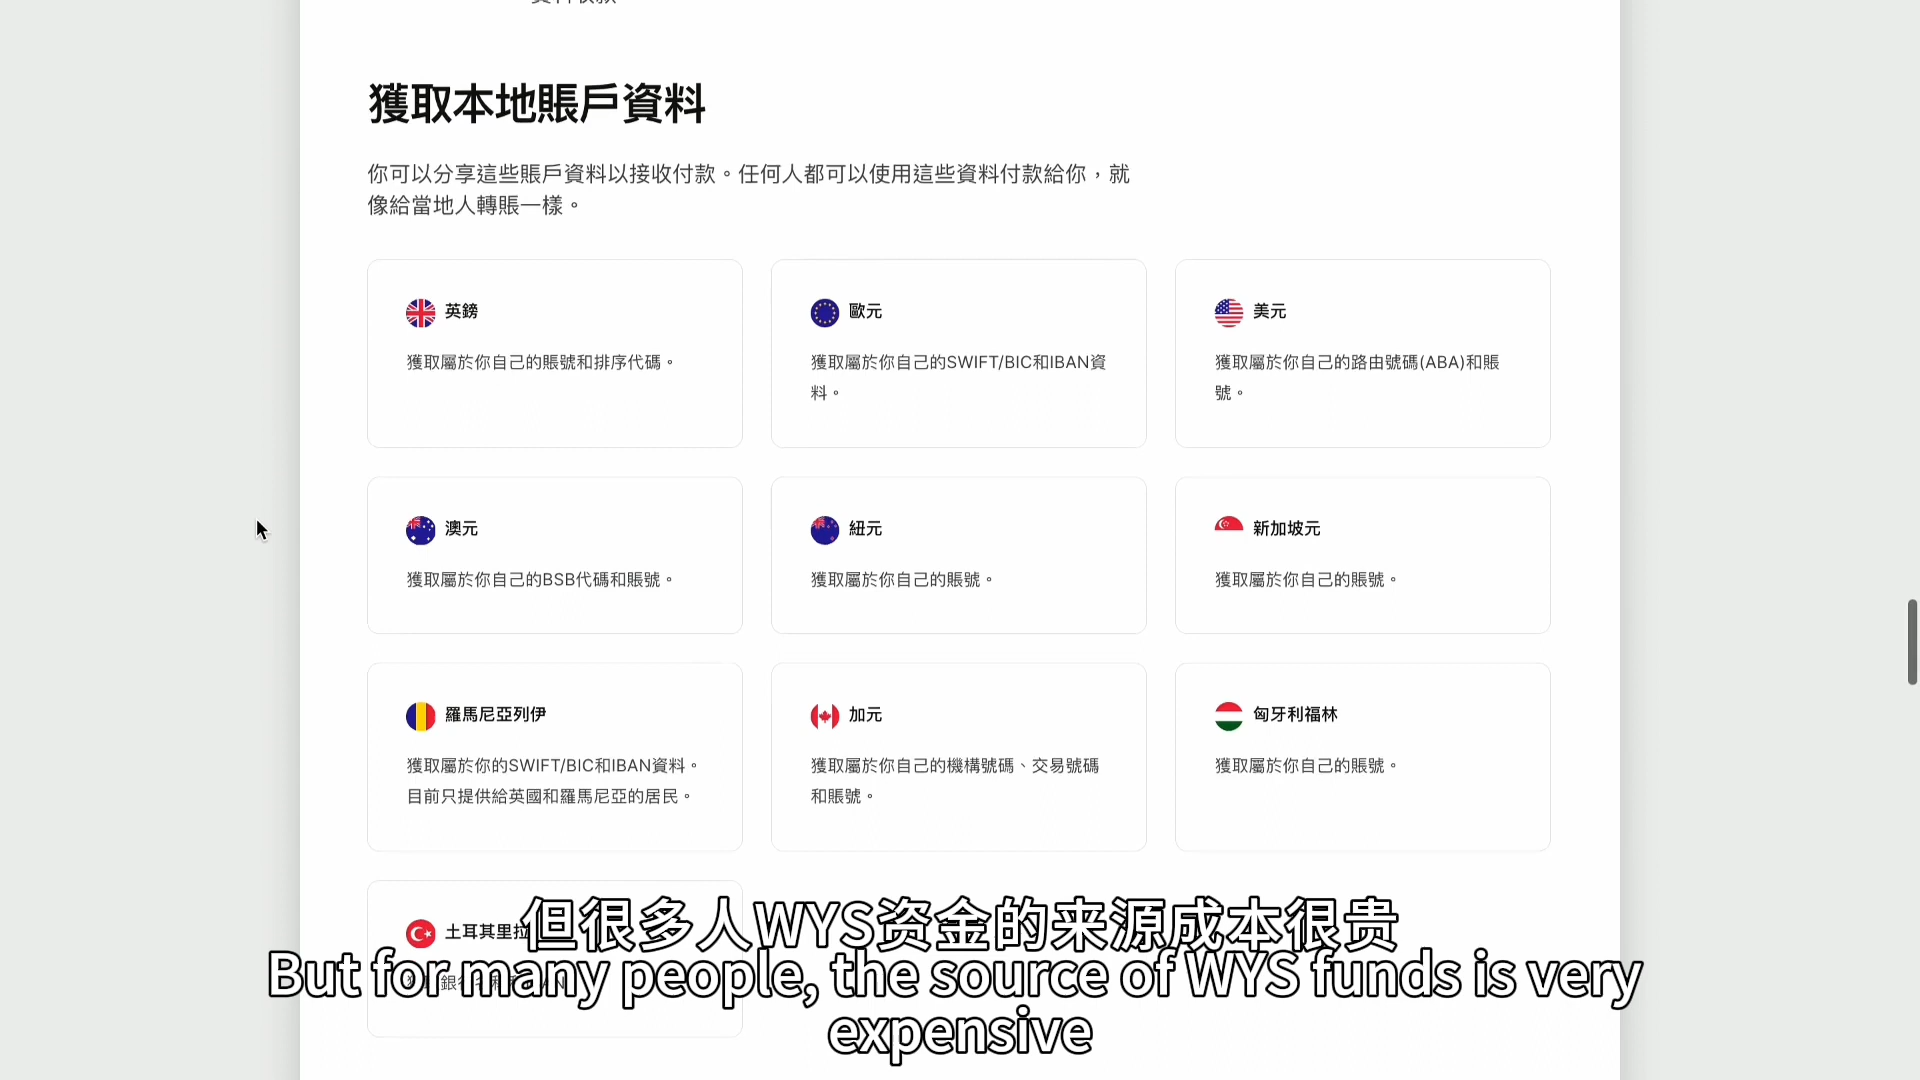 獲取本地賬戶資料
你可以分享這些賬戶資料以接收付款。任何人都可以使用這些資料付款給你，就
像給當地人轉賬一樣。
英鎊
獲取屬於你自己的賬號和排序代碼。
歐元
獲取屬於你自己的SWIFT/BIC和IBAN資
料。
美元
獲取屬於你自己的路由號碼(ABA)和賬
號。
澳元
獲取屬於你自己的BSB代碼和賬號。
紐元
獲取屬於你自己的賬號。
新加坡元
獲取屬於你自己的賬號。
羅馬尼亞列伊
獲取屬於你的SWIFT/BIC和IBAN資料。
目前只提供給英國和羅馬尼亞的居民。
加元
獲取屬於你自己的機構號碼、交易號碼
和賬號。
匈牙利福林
獲取屬於你自己的賬號。
土耳其里拉
但很多人WYS资金的来源成本很贵
But for many people, the source of WYS funds is very
expensive